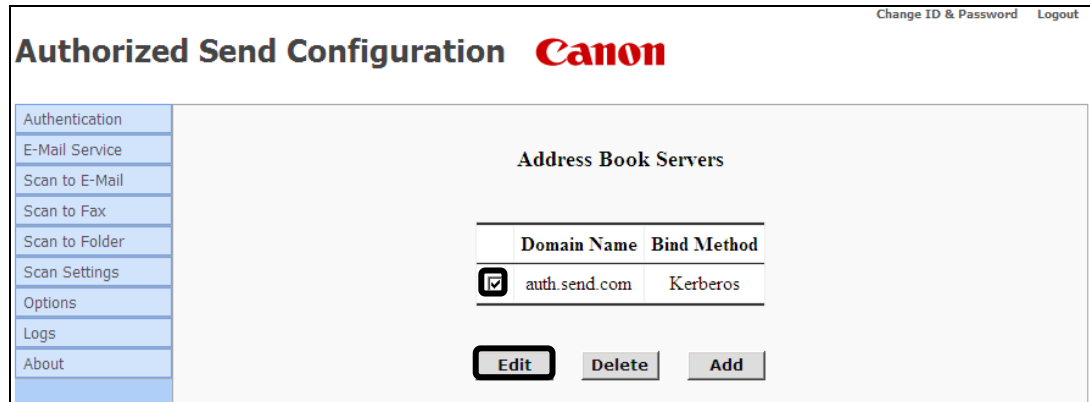 Change ID & Password Logout
Authorized Send Configuration Canon
Authentication
E-Mail Service
Scan to E-Mail
Scan to Fax
Scan to Folder
Scan Settings
Options
Logs
About
Address Book Servers
Domain Name Bind Method
auth.send.com Kerberos
Edit Delete Add